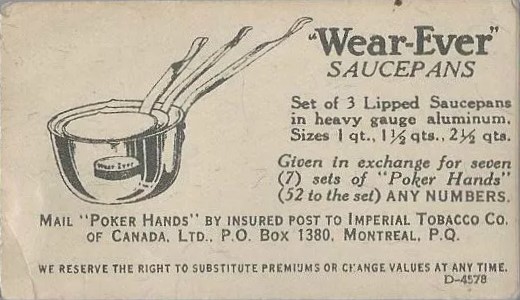 "Wear-Ever"
SAUCEPANS
Set of 3 Lipped Saucepans
in heavy gauge aluminum.
Sizes 1 qt., 1½ qts., 2½ qts.
Wear-Ever
Given in exchange for seven
(7) sets of "Poker Hands"
(52 to the set) ANY NUMBERS.
MAIL "POKER HANDS" BY INSURED POST TO IMPERIAL TOBACCO CO.
OF CANADA, LTD., P.O. BOX 1380, MONTREAL, P.Q.
WE RESERVE THE RIGHT TO SUBSTITUTE PREMIUMS OR CHANGE VALUES AT ANY TIME.
D-4578